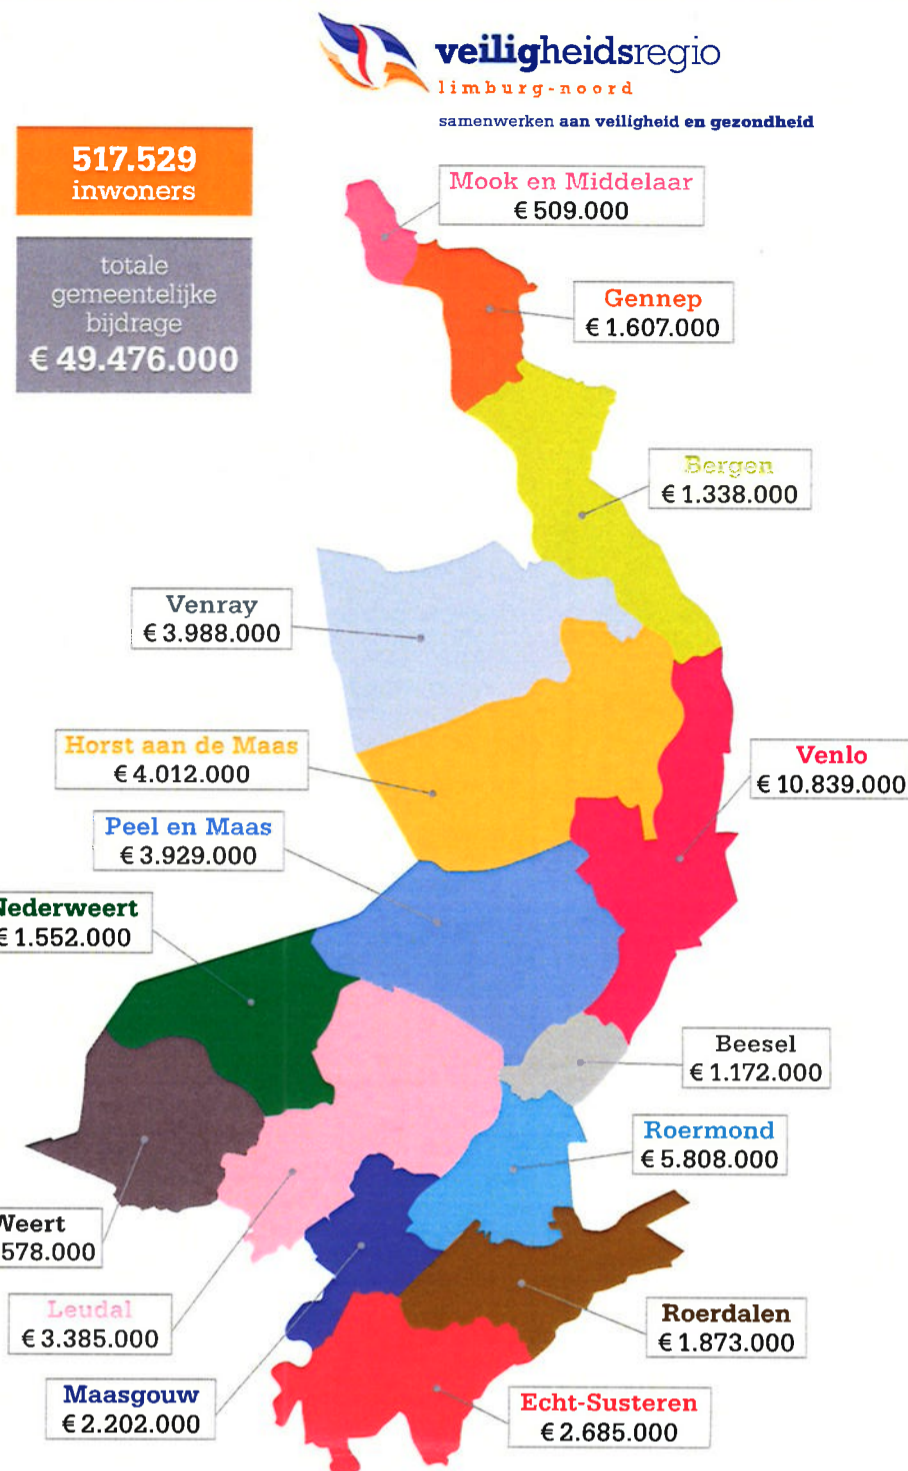 veiligheidsregio
limburg-noord
samenwerken aan veiligheid en gezondheid
517.529
inwoners
totale
gemeentelijke
bijdrage
€ 49.476.000
Mook en Middelaar
€ 509.000
Gennep
€ 1.607.000
Bergen
€ 1.338.000
Venray
€ 3.988.000
Horst aan de Maas
€ 4.012.000
Venlo
€ 10.839.000
Peel en Maas
€ 3.929.000
Nederweert
€ 1.552.000
Beesel
€ 1.172.000
Roermond
€ 5.808.000
Weert
578.000
Leudal
€ 3.385.000
Roerdalen
€ 1.873.000
Maasgouw
€ 2.202.000
Echt-Susteren
€ 2.685.000